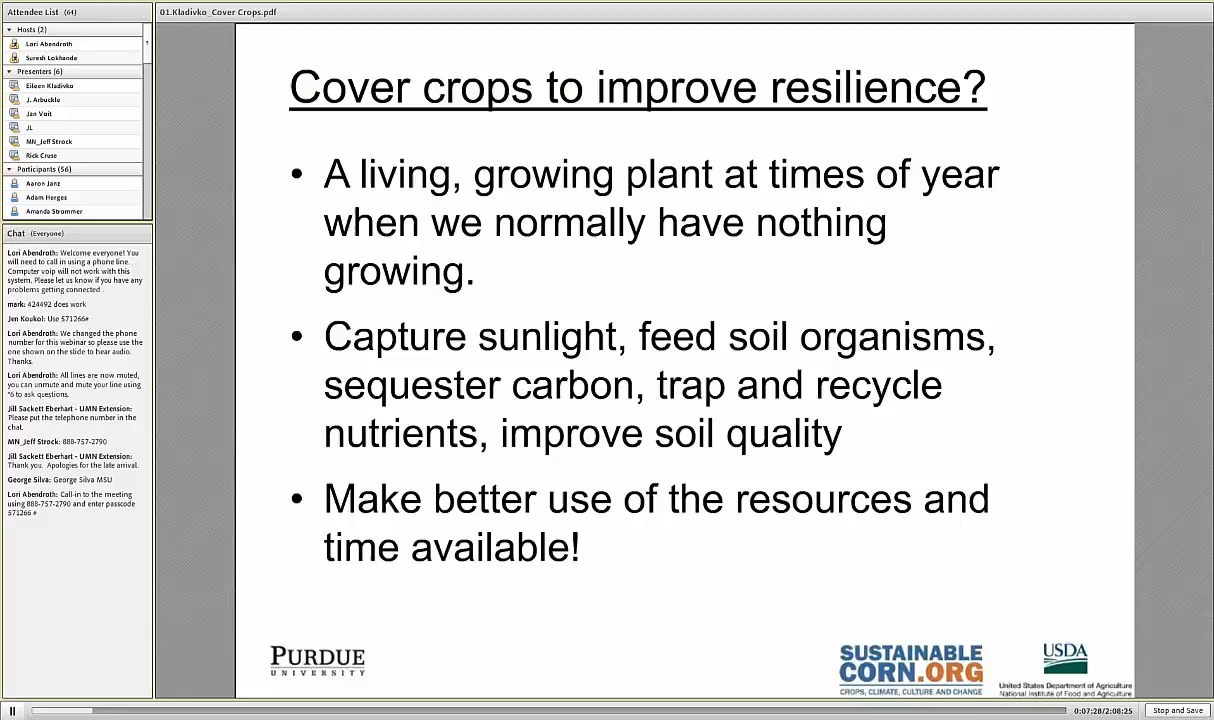 Attendee List (64)
Hosts (2)
Lori Abendroth
Suresh Lokhande
Presenters (6)
Eileen Kladivko
J. Arbuckle
Jan Voit
JL
MN_Jeff Strock
Rick Cruse
Participants (56)
Aaron Janz
Adam Herges
Amanda Strommer
Chat (Everyone)
Lori Abendroth: Welcome everyone! You
will need to call in using a phone line.
Computer voip will not work with this
system. Please let us know if you have any
problems getting connected .
mark: 424492 does work
Jen Koukol: Use 571266#
Lori Abendroth: We changed the phone
number for this webinar so please use the
one shown on the slide to hear audio.
Thanks.
Lori Abendroth: All lines are now muted,
you can unmute and mute your line using
*6 to ask questions.
Jill Sackett Eberhart - UMN Extension:
Please put the telephone number in the
chat.
MN_Jeff Strock: 888-757-2790
Jill Sackett Eberhart - UMN Extension:
Thank you. Apologies for the late arrival.
George Silva: George Silva MSU
Lori Abendroth: Call-in to the meeting
using 888-757-2790 and enter passcode
571266 #
01.Kladivko_Cover Crops.pdf
Cover crops to improve resilience?
• A living, growing plant at times of year
when we normally have nothing
growing.
• Capture sunlight, feed soil organisms,
sequester carbon, trap and recycle
nutrients, improve soil quality
• Make better use of the resources and
time available!
PURDUE
UNIVERSITY
SUSTAINABLE
CORN.ORG
CROPS, CLIMATE, CULTURE AND CHANGE
USDA
United States Department of Agriculture
National Institute of Food and Agriculture
0:07:28/2:08:25
Stop and Save